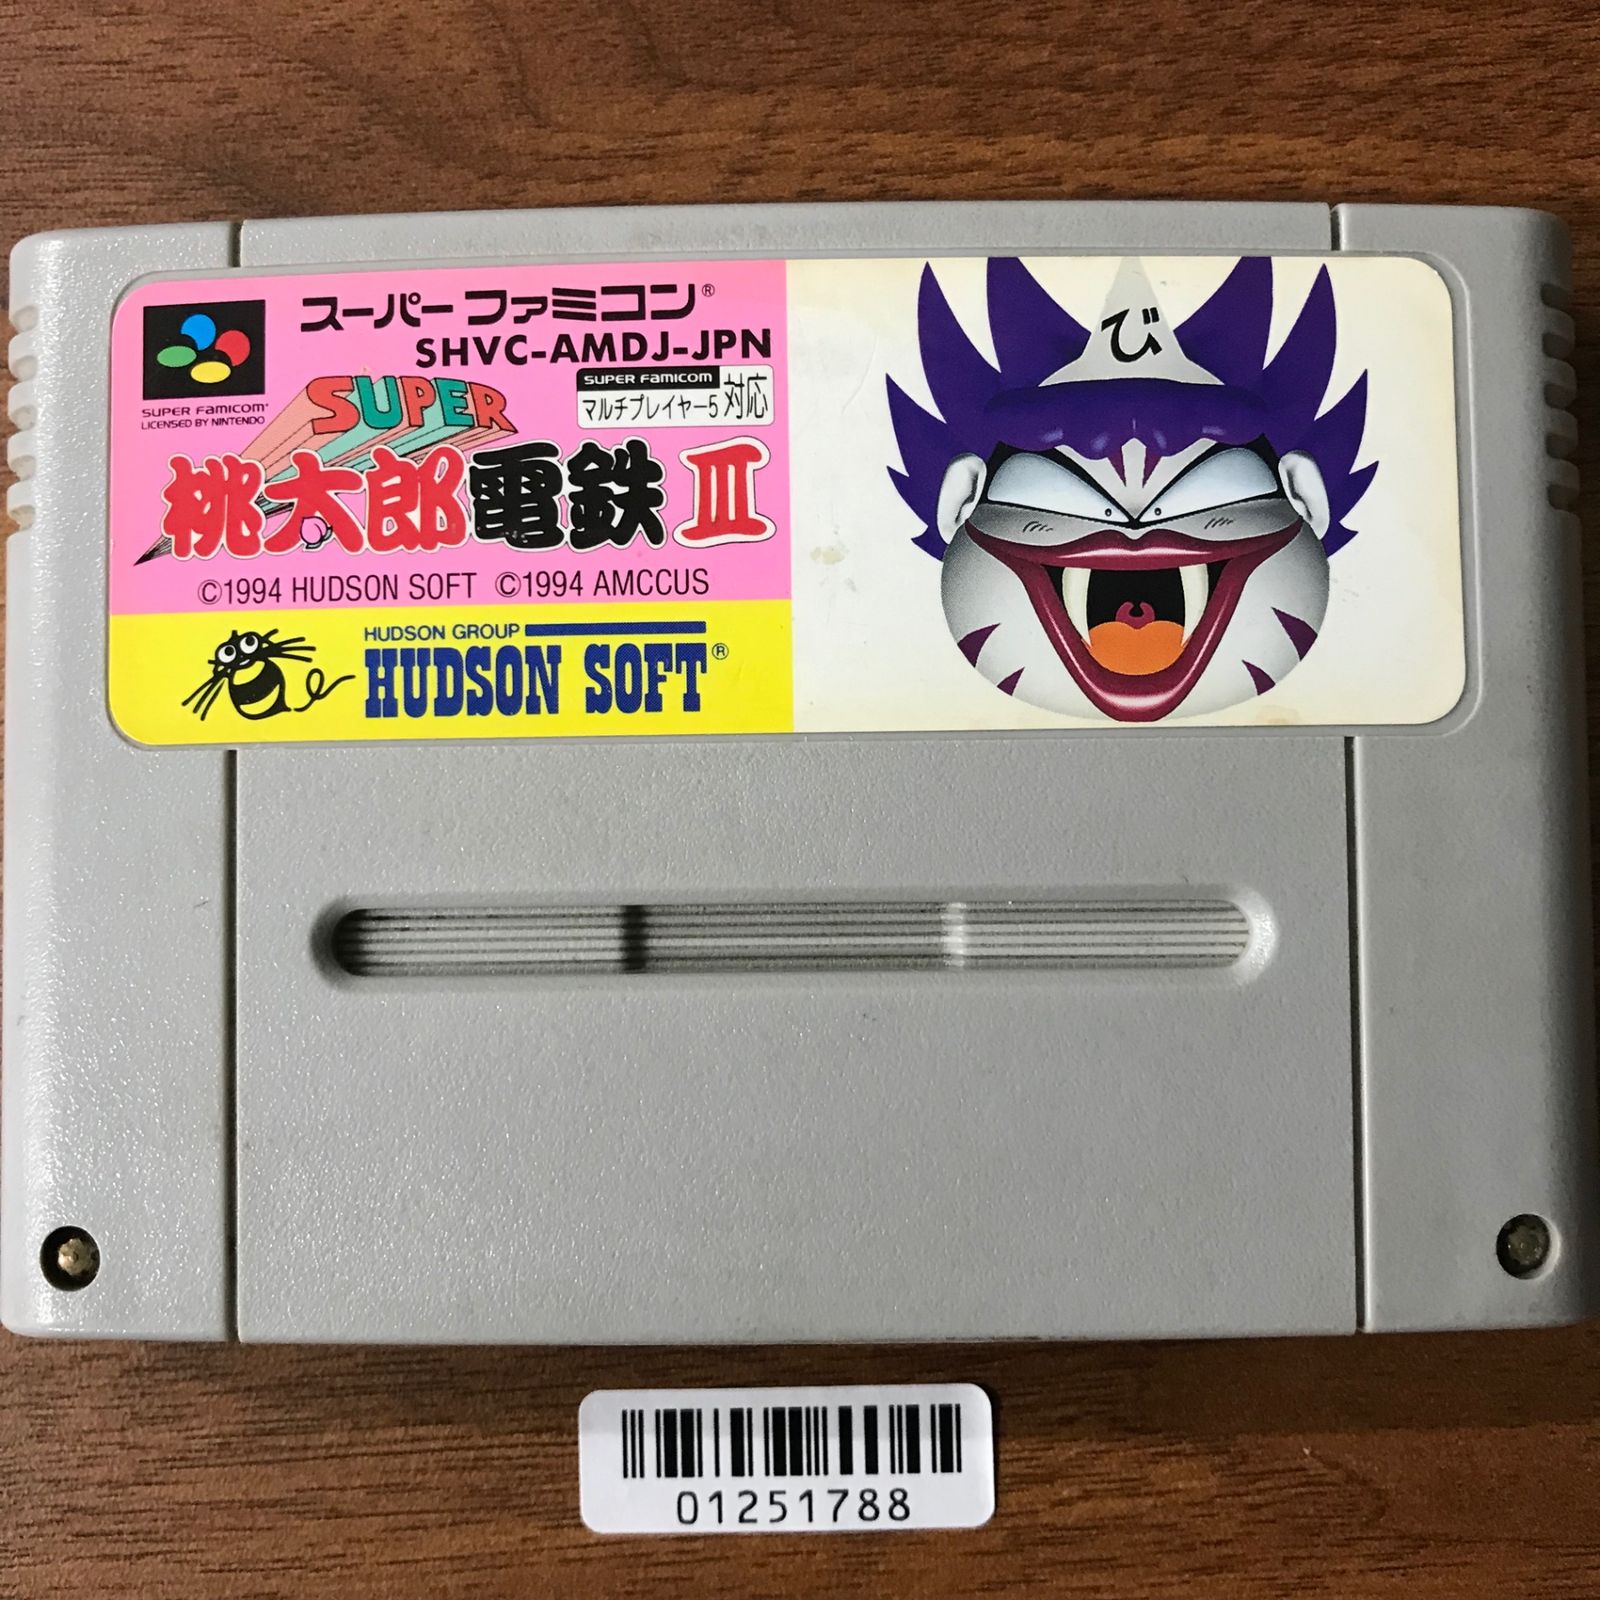 スーパーファミコン®
SHVC-AMDJ-JPN
SUPER FAMICOM®
LICENSED BY NINTENDO
SUPER FAMICOM
マルチプレイヤー5対応
SUPER
桃太郎電鉄III
©1994 HUDSON SOFT ©1994 AMCCUS
HUDSON GROUP
HUDSON SOFT®
び
01251788